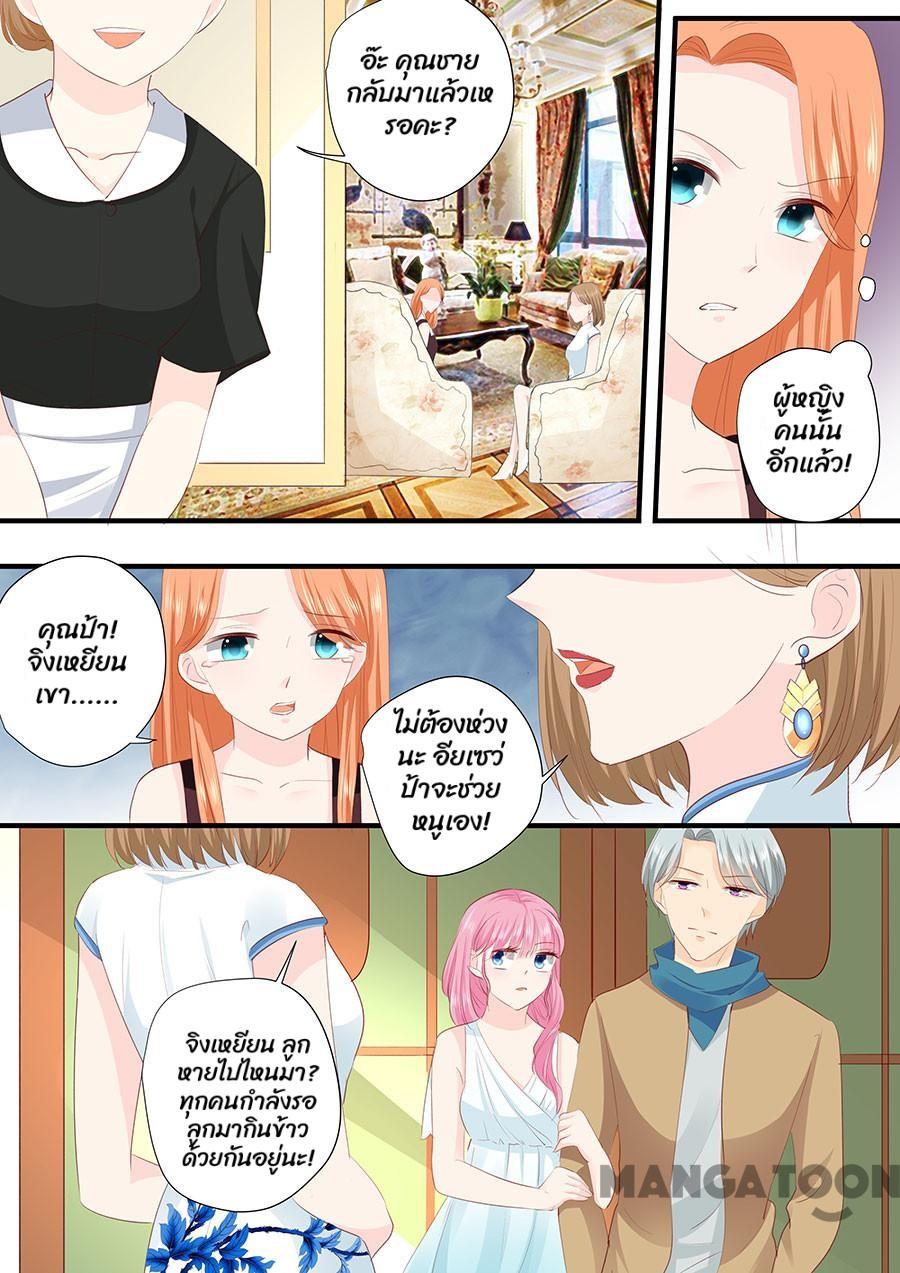 อ๊ะ คุณชาย
กลับมาแล้วเห
รอคะ?
ผู้หญิง
คนนั้น
อีกแล้ว!
คุณป้า!
จิงเหยียน
เขา......
ไม่ต้องห่วง
นะ อียเซว่
ป้าจะช่วย
หนูเอง!
จิงเหยียน ลูก
หายไปไหนมา?
ทุกคนกำลังรอ
ลูกมากินข้าว
ด้วยกันอยู่นะ!
MANGATOON